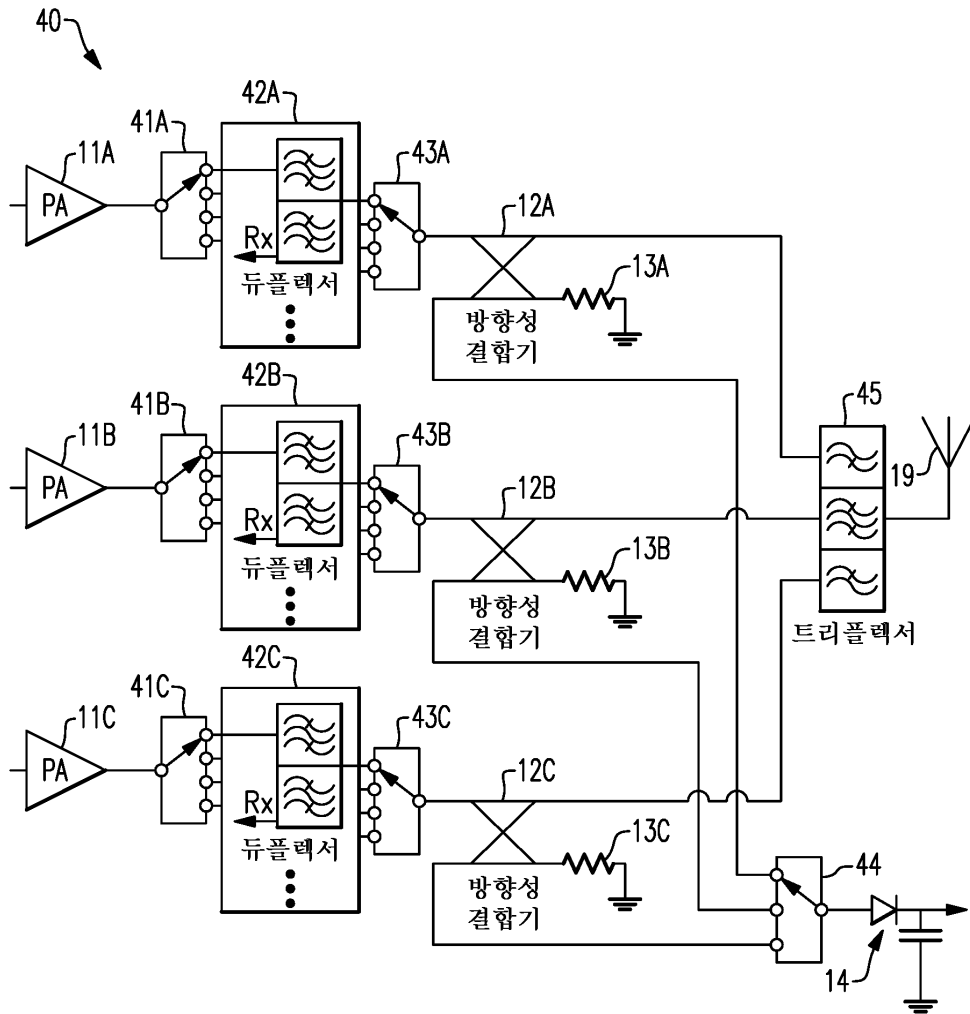 40
42A
41A
43A
11A
12A
PA
Rx
13A
듀플렉서
방향성
결합기
42B
41B
45
43B
11B
12B
19
PA
Rx
13B
듀플렉서
방향성
결합기
트리플렉서
42C
41C
43C
11C
12C
PA
Rx
13C
듀플렉서
44
방향성
결합기
14